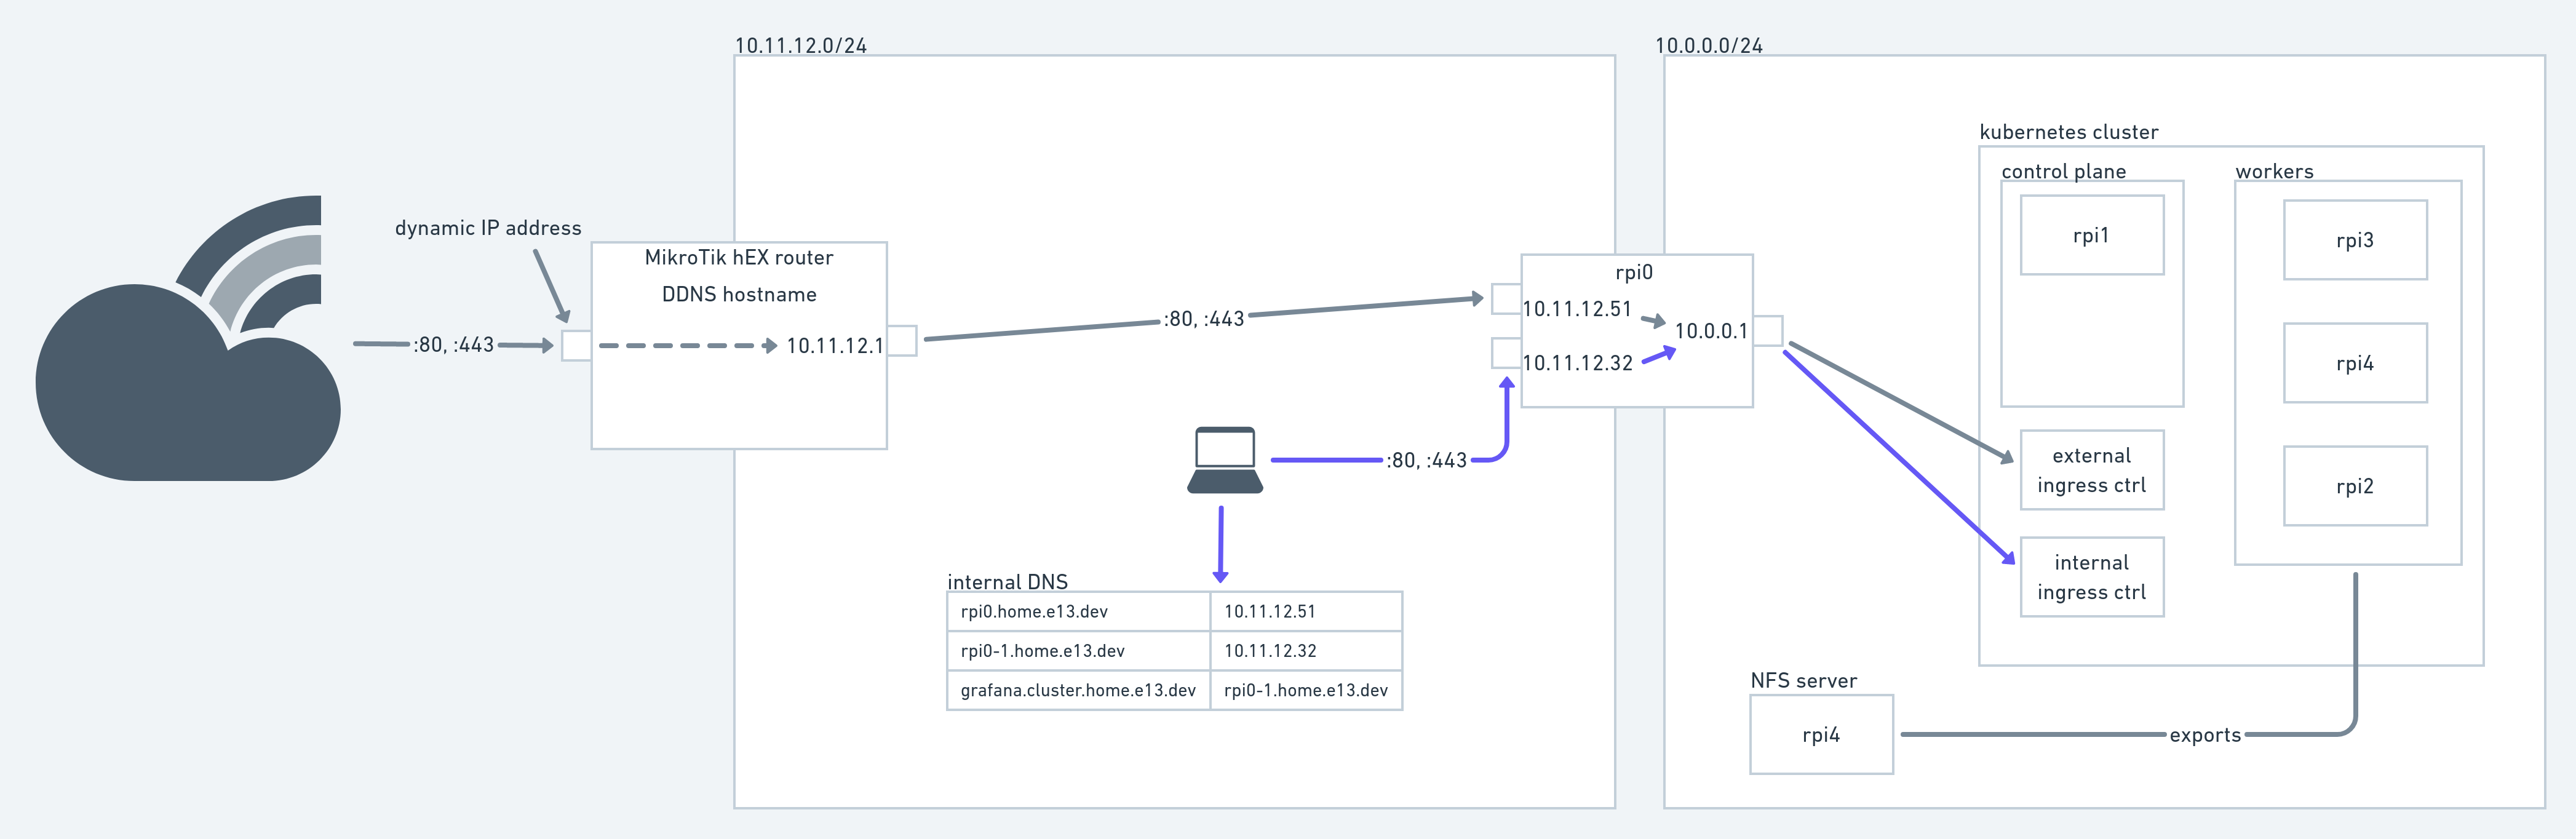 10.11.12.0/24
10.0.0.0/24
kubernetes cluster
control plane
workers
rpi1
rpi3
dynamic IP address
MikroTik hEX router
DDNS hostname
rpi0
10.11.12.51
:80, :443
10.0.0.1
:80, :443
10.11.12.1
10.11.12.32
rpi4
:80, :443
external
ingress ctrl
rpi2
internal
ingress ctrl
internal DNS
rpi0.home.e13.dev
10.11.12.51
rpi0-1.home.e13.dev
10.11.12.32
grafana.cluster.home.e13.dev
rpi0-1.home.e13.dev
NFS server
rpi4
exports